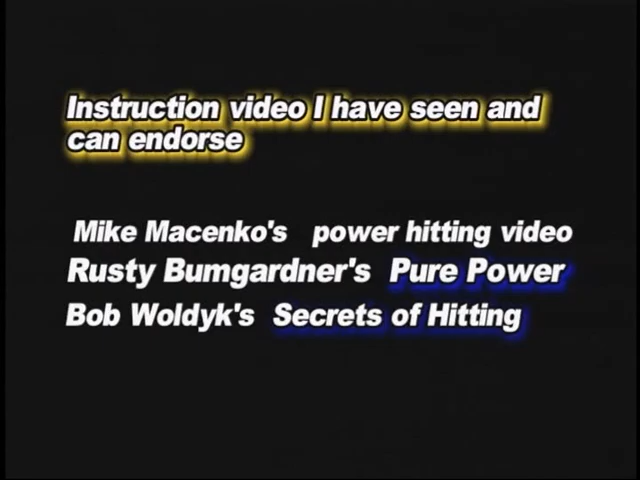 Instruction video I have seen and
can endorse
Mike Macenko's power hitting video
Rusty Bumgardner's Pure Power
Bob Woldyk's Secrets of Hitting